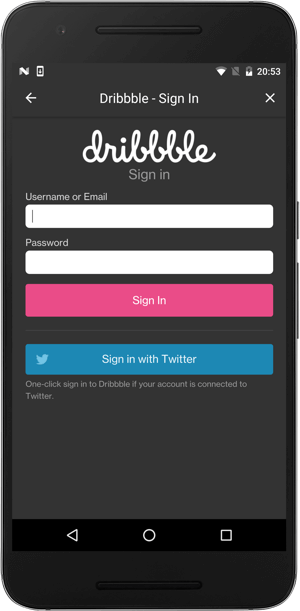 20:53
Dribbble - Sign In
dribbble
Sign in
Username or Email
Password
Sign In
Sign in with Twitter
One-click sign in to Dribbble if your account is connected to
Twitter.